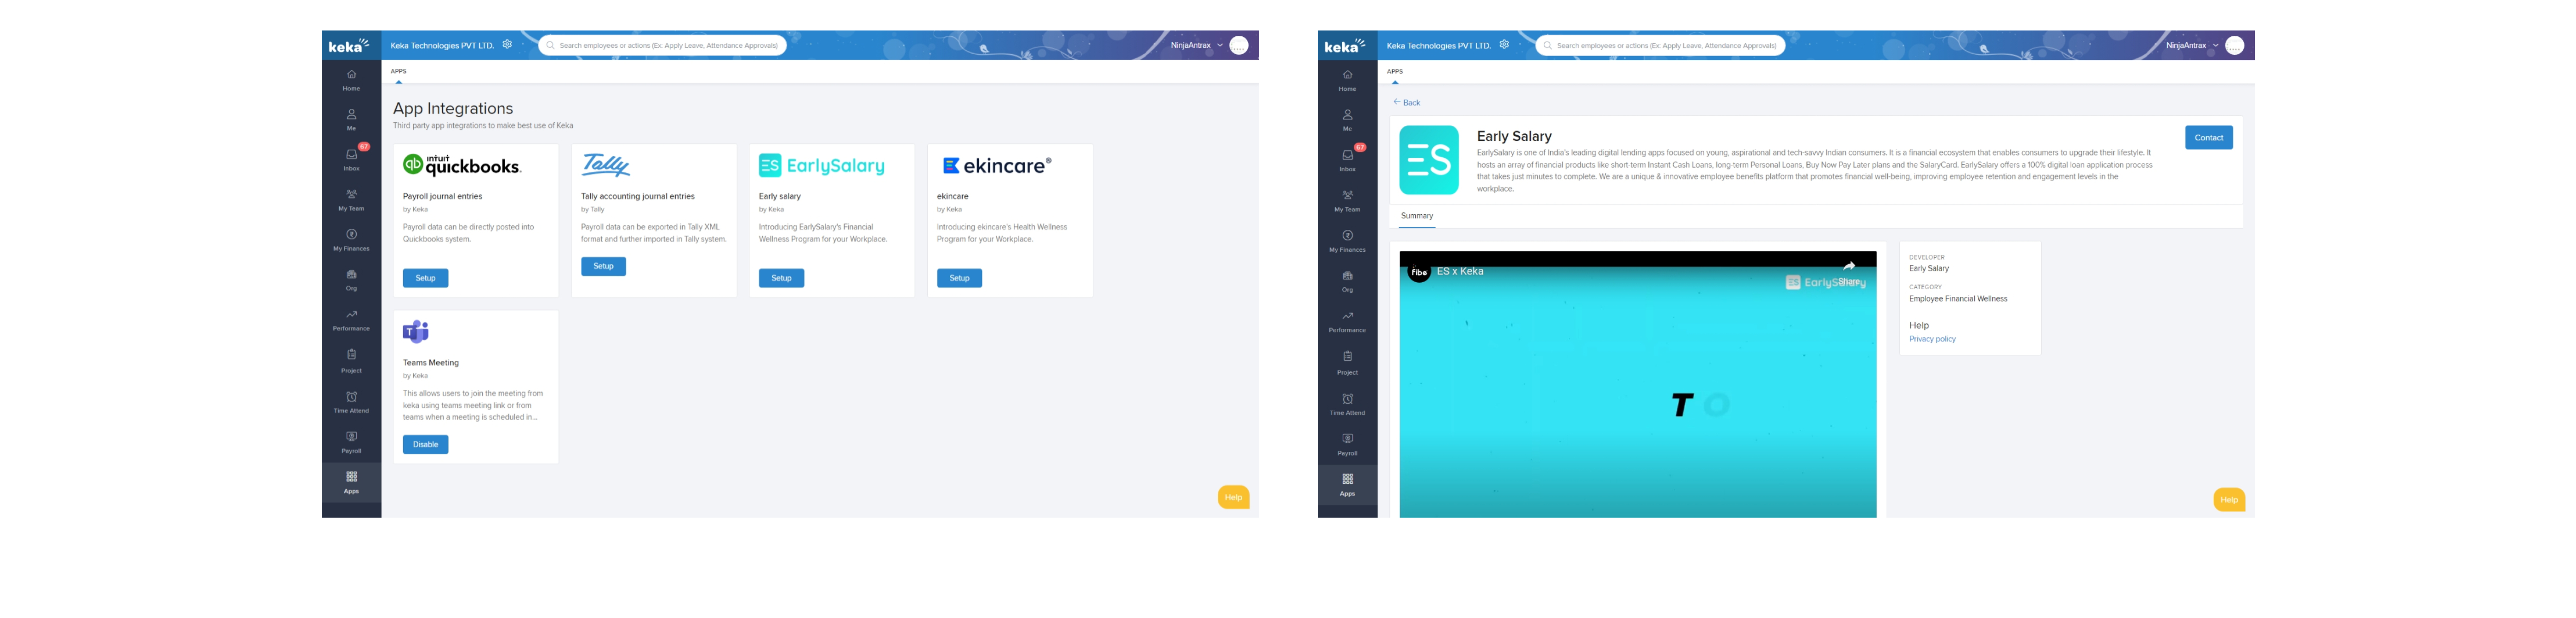 keka
Keka Technologies PVT LTD.
Search employees or actions (Ex: Apply Leave, Attendance Approvals)
NinjaAntrax
APPS
Home
Me
67
Inbox
My Team
My Finances
Org
Performance
Project
Time Attend
Payroll
Apps
App Integrations
Third party app integrations to make best use of Keka
qb intuit quickbooks.
Payroll journal entries
by Keka
Payroll data can be directly posted into
Quickbooks system.
Setup
Tally
Tally accounting journal entries
by Tally
Payroll data can be exported in Tally XML
format and further imported in Tally system.
Setup
ES EarlySalary
Early salary
by Keka
Introducing EarlySalary's Financial
Wellness Program for your Workplace.
Setup
ekincare®
ekincare
by Keka
Introducing ekincare's Health Wellness
Program for your Workplace.
Setup
T
Teams Meeting
by Keka
This allows users to join the meeting from
keka using teams meeting link or from
teams when a meeting is scheduled in...
Disable
Help
keka
Keka Technologies PVT LTD.
Search employees or actions (Ex: Apply Leave, Attendance Approvals)
NinjaAntrax
APPS
Home
Me
67
Inbox
My Team
My Finances
Org
Performance
Project
Time Attend
Payroll
Apps
← Back
ES
Early Salary
Contact
EarlySalary is one of India's leading digital lending apps focused on young, aspirational and tech-savvy Indian consumers. It is a financial ecosystem that enables consumers to upgrade their lifestyle. It
hosts an array of financial products like short-term Instant Cash Loans, long-term Personal Loans, Buy Now Pay Later plans and the SalaryCard. EarlySalary offers a 100% digital loan application process
that takes just minutes to complete. We are a unique & innovative employee benefits platform that promotes financial well-being, improving employee retention and engagement levels in the
workplace.
Summary
fibe
ES x Keka
ES EarlySalary
Share
T O
DEVELOPER
Early Salary
CATEGORY
Employee Financial Wellness
Help
Privacy policy
Help